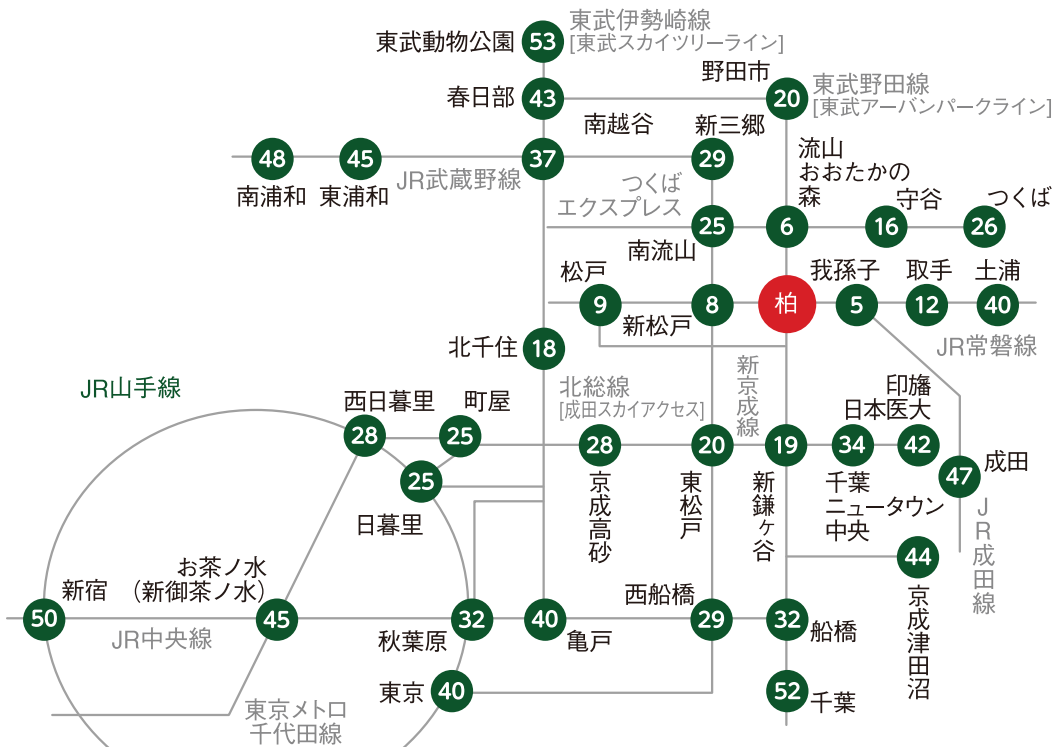 東武動物公園
53
東武伊勢崎線
[東武スカイツリーライン]
春日部
43
野田市
20
東武野田線
[東武アーバンパークライン]
南越谷
37
新三郷
29
48
南浦和
45
東浦和
JR武蔵野線
つくば
エクスプレス
25
南流山
流山
おおたかの
森
6
守谷
16
つくば
26
松戸
9
新松戸
8
柏
我孫子
5
取手
12
土浦
40
JR常磐線
北千住
18
JR山手線
西日暮里
28
町屋
25
25
日暮里
北総線
[成田スカイアクセス]
新京成線
28
京成高砂
20
東松戸
19
新鎌ヶ谷
34
千葉
ニュータウン
中央
印旛
日本医大
42
47
成田
JR成田線
44
京成津田沼
新宿
50
JR中央線
お茶ノ水
(新御茶ノ水)
45
32
秋葉原
40
亀戸
西船橋
29
32
船橋
東京
40
52
千葉
東京メトロ
千代田線